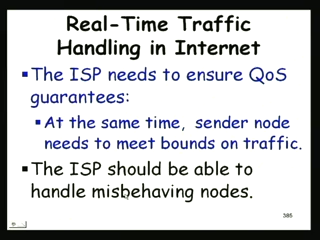 Real-Time Traffic
Handling in Internet
▪ The ISP needs to ensure QoS
guarantees:
▪ At the same time, sender node
needs to meet bounds on traffic.
▪ The ISP should be able to
handle misbehaving nodes.
385